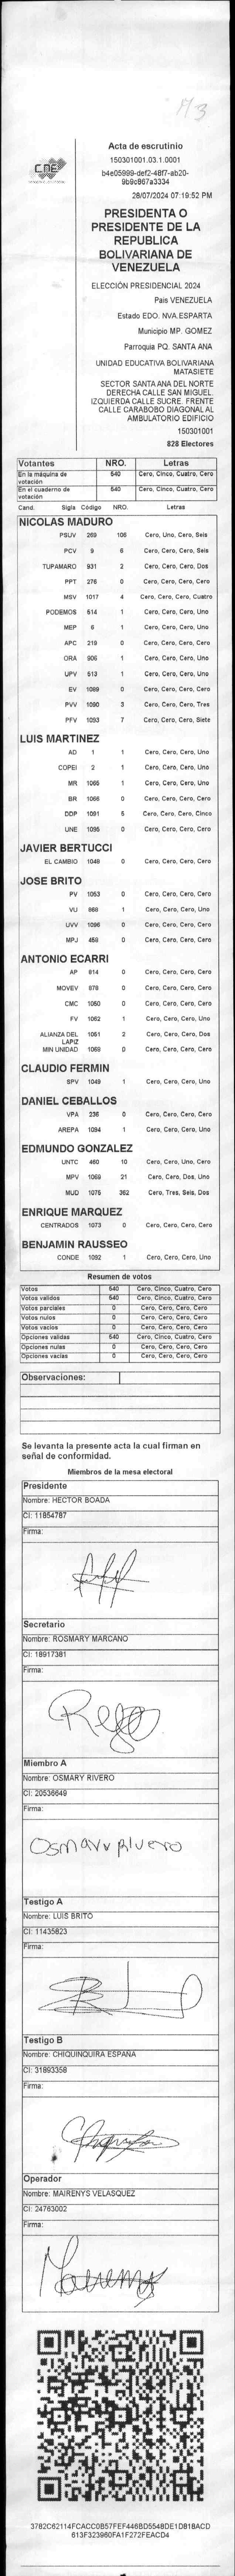 M3
CNE
Acta de escrutinio
150301001.03.1.0001
b4e05999-def2-48f7-ab20-
9b9c867a3334
28/07/2024 07:19:52 PM
PRESIDENTA O
PRESIDENTE DE LA
REPUBLICA
BOLIVARIANA DE
VENEZUELA
ELECCIÓN PRESIDENCIAL 2024
Pais VENEZUELA
Estado EDO. NVA.ESPARTA
Municipio MP. GOMEZ
Parroquia PQ. SANTA ANA
UNIDAD EDUCATIVA BOLIVARIANA
MATASIETE
SECTOR SANTA ANA DEL NORTE
DERECHA CALLE SAN MIGUEL.
IZQUIERDA CALLE SUCRE. FRENTE
CALLE CARABOBO DIAGONAL AL
AMBULATORIO EDIFICIO
150301001
828 Electores
Votantes NRO. Letras
En la máquina de votación 540 Cero, Cinco, Cuatro, Cero
En el cuaderno de votación 540 Cero, Cinco, Cuatro, Cero
Cand. Sigla Código NRO. Letras
NICOLAS MADURO
PSUV 269 106 Cero, Uno, Cero, Seis
PCV 9 6 Cero, Cero, Cero, Seis
TUPAMARO 931 2 Cero, Cero, Cero, Dos
PPT 276 0 Cero, Cero, Cero, Cero
MSV 1017 4 Cero, Cero, Cero, Cuatro
PODEMOS 514 1 Cero, Cero, Cero, Uno
MEP 6 1 Cero, Cero, Cero, Uno
APC 219 0 Cero, Cero, Cero, Cero
ORA 906 1 Cero, Cero, Cero, Uno
UPV 513 1 Cero, Cero, Cero, Uno
EV 1089 0 Cero, Cero, Cero, Cero
PVV 1090 3 Cero, Cero, Cero, Tres
PFV 1093 7 Cero, Cero, Cero, Siete
LUIS MARTINEZ
AD 1 1 Cero, Cero, Cero, Uno
COPEI 2 1 Cero, Cero, Cero, Uno
MR 1065 1 Cero, Cero, Cero, Uno
BR 1066 0 Cero, Cero, Cero, Cero
DDP 1091 5 Cero, Cero, Cero, Cinco
UNE 1095 0 Cero, Cero, Cero, Cero
JAVIER BERTUCCI
EL CAMBIO 1048 0 Cero, Cero, Cero, Cero
JOSE BRITO
PV 1053 0 Cero, Cero, Cero, Cero
VU 868 1 Cero, Cero, Cero, Uno
UVV 1096 0 Cero, Cero, Cero, Cero
MPJ 458 0 Cero, Cero, Cero, Cero
ANTONIO ECARRI
AP 814 0 Cero, Cero, Cero, Cero
MOVEV 878 0 Cero, Cero, Cero, Cero
CMC 1050 0 Cero, Cero, Cero, Cero
FV 1062 1 Cero, Cero, Cero, Uno
ALIANZA DEL LAPIZ 1051 2 Cero, Cero, Cero, Dos
MIN UNIDAD 1069 0 Cero, Cero, Cero, Cero
CLAUDIO FERMIN
SPV 1049 1 Cero, Cero, Cero, Uno
DANIEL CEBALLOS
VPA 236 0 Cero, Cero, Cero, Cero
AREPA 1094 1 Cero, Cero, Cero, Uno
EDMUNDO GONZALEZ
UNTC 460 10 Cero, Cero, Uno, Cero
MPV 1069 21 Cero, Cero, Dos, Uno
MUD 1075 362 Cero, Tres, Seis, Dos
ENRIQUE MARQUEZ
CENTRADOS 1073 0 Cero, Cero, Cero, Cero
BENJAMIN RAUSSEO
CONDE 1092 1 Cero, Cero, Cero, Uno
Resumen de votos
Votos 540 Cero, Cinco, Cuatro, Cero
Votos validos 540 Cero, Cinco, Cuatro, Cero
Votos parciales 0 Cero, Cero, Cero, Cero
Votos nulos 0 Cero, Cero, Cero, Cero
Votos vacios 0 Cero, Cero, Cero, Cero
Opciones validas 540 Cero, Cinco, Cuatro, Cero
Opciones nulas 0 Cero, Cero, Cero, Cero
Opciones vacias 0 Cero, Cero, Cero, Cero
Observaciones:
Se levanta la presente acta la cual firman en
señal de conformidad.
Miembros de la mesa electoral
Presidente
Nombre: HECTOR BOADA
CI: 11854787
Firma:
Secretario
Nombre: ROSMARY MARCANO
CI: 18917381
Firma:
Miembro A
Nombre: OSMARY RIVERO
CI: 20536649
Firma:
Osmary Rivero
Testigo A
Nombre: LUIS BRITO
CI: 11435823
Firma:
Testigo B
Nombre: CHIQUINQUIRA ESPAÑA
CI: 31893358
Firma:
Operador
Nombre: MAIRENYS VELASQUEZ
CI: 24763002
Firma:
3782C62114FCACC0B57FEF446BD5548DE1D818ACD
613F323960FA1F272FEACD4